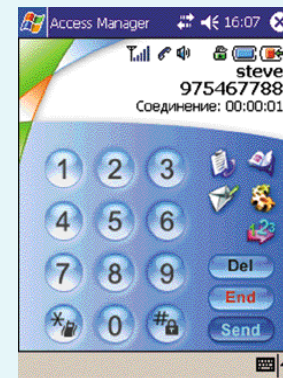 Access Manager 16:07
steve
975467788
Соединение: 00:00:01
1 2 3
4 5 6
7 8 9
* 0 #
Del
End
Send
123